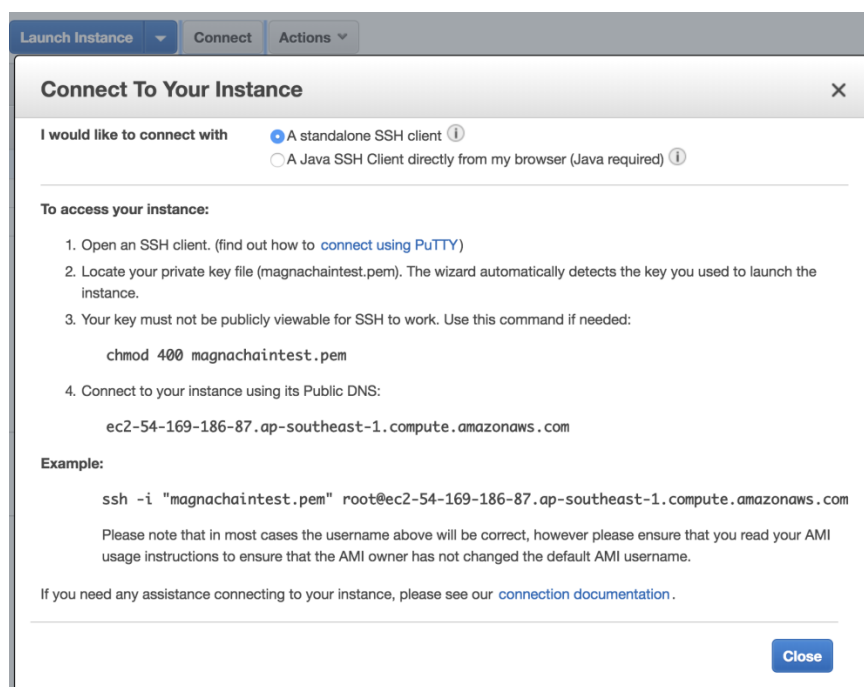 Launch Instance Connect Actions
Connect To Your Instance
I would like to connect with A standalone SSH client
A Java SSH Client directly from my browser (Java required)
To access your instance:
1. Open an SSH client. (find out how to connect using PuTTY)
2. Locate your private key file (magnachaintest.pem). The wizard automatically detects the key you used to launch the
instance.
3. Your key must not be publicly viewable for SSH to work. Use this command if needed:
chmod 400 magnachaintest.pem
4. Connect to your instance using its Public DNS:
ec2-54-169-186-87.ap-southeast-1.compute.amazonaws.com
Example:
ssh -i "magnachaintest.pem" root@ec2-54-169-186-87.ap-southeast-1.compute.amazonaws.com
Please note that in most cases the username above will be correct, however please ensure that you read your AMI
usage instructions to ensure that the AMI owner has not changed the default AMI username.
If you need any assistance connecting to your instance, please see our connection documentation.
Close